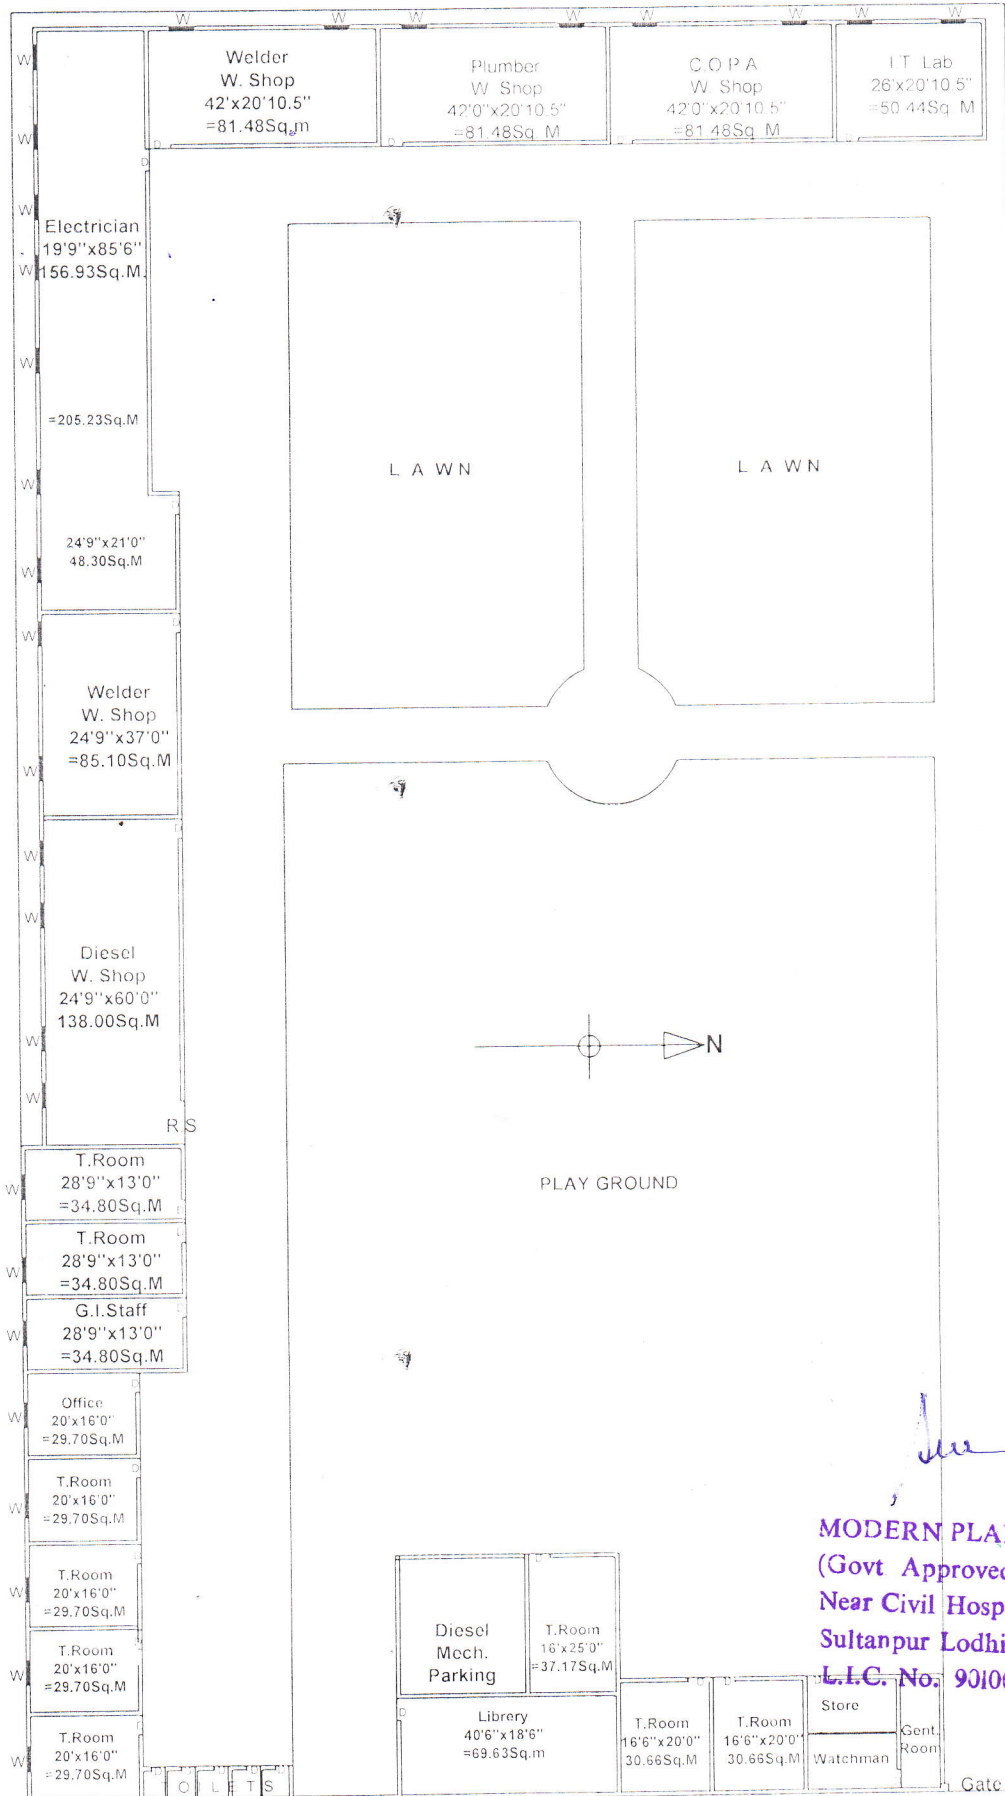 W W W W W W W W
Welder
W. Shop
42'x20'10.5"
=81.48Sq.m
Plumber
W Shop
42'0"x20'10.5"
=81.48Sq M
C.O P A
W. Shop
42'0"x20'10.5"
=81 48Sq M
I T Lab
26'x20'10.5"
=50 44Sq M
D D D D
D
W
W
W
W
W
W
W
Electrician
19'9"x85'6"
156.93Sq.M.
=205.23Sq.M
D
24'9"x21'0"
48.30Sq.M
L A W N
L A W N
W
W
D
Welder
W. Shop
24'9"x37'0"
=85.10Sq.M
W
W
W
W
D
Diesel
W. Shop
24'9"x60'0"
138.00Sq.M
R.S
N
PLAY GROUND
W
T.Room
28'9"x13'0"
=34.80Sq.M
W
T.Room
28'9"x13'0"
=34.80Sq.M
D
W
G.I.Staff
28'9"x13'0"
=34.80Sq.M
D
W
Office
20'x16'0"
=29.70Sq.M
D
W
T.Room
20'x16'0"
=29.70Sq.M
D
W
T.Room
20'x16'0"
=29.70Sq.M
W
T.Room
20'x16'0"
=29.70Sq.M
W
T.Room
20'x16'0"
=29.70Sq.M
D
D D D D D
O L E T S
Diesel
Mech.
Parking
D
T.Room
16'x25'0"
=37.17Sq.M
D
Librery
40'6"x18'6"
=69.63Sq.m
D
T.Room
16'6"x20'0"
30.66Sq.M
D
T.Room
16'6"x20'0"
30.66Sq.M
D
Store
Watchman
Gent.
Room
Gate
MODERN PLA
(Govt Approved
Near Civil Hosp
Sultanpur Lodhi
L.I.C. No. 9010